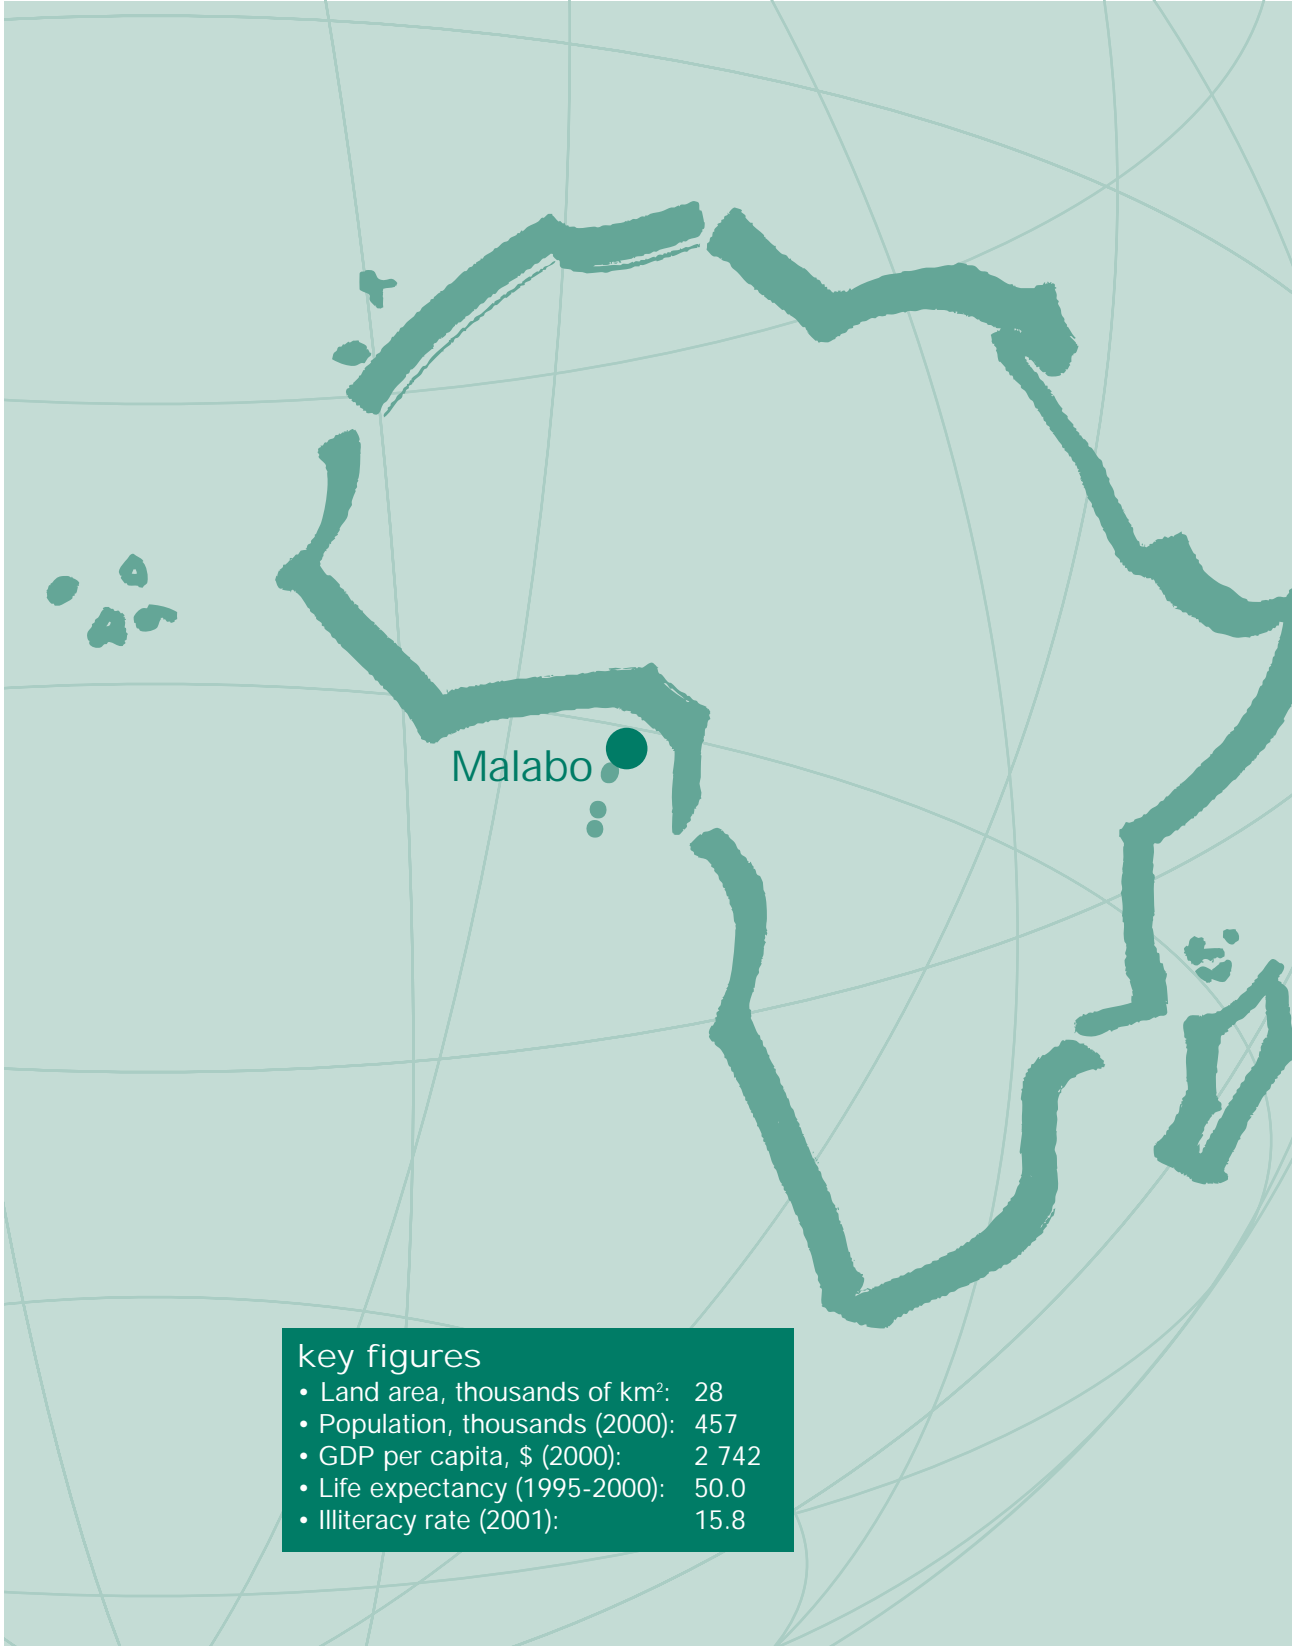 Malabo
key figures
• Land area, thousands of km²: 28
• Population, thousands (2000): 457
• GDP per capita, $ (2000): 2 742
• Life expectancy (1995-2000): 50.0
• Illiteracy rate (2001): 15.8